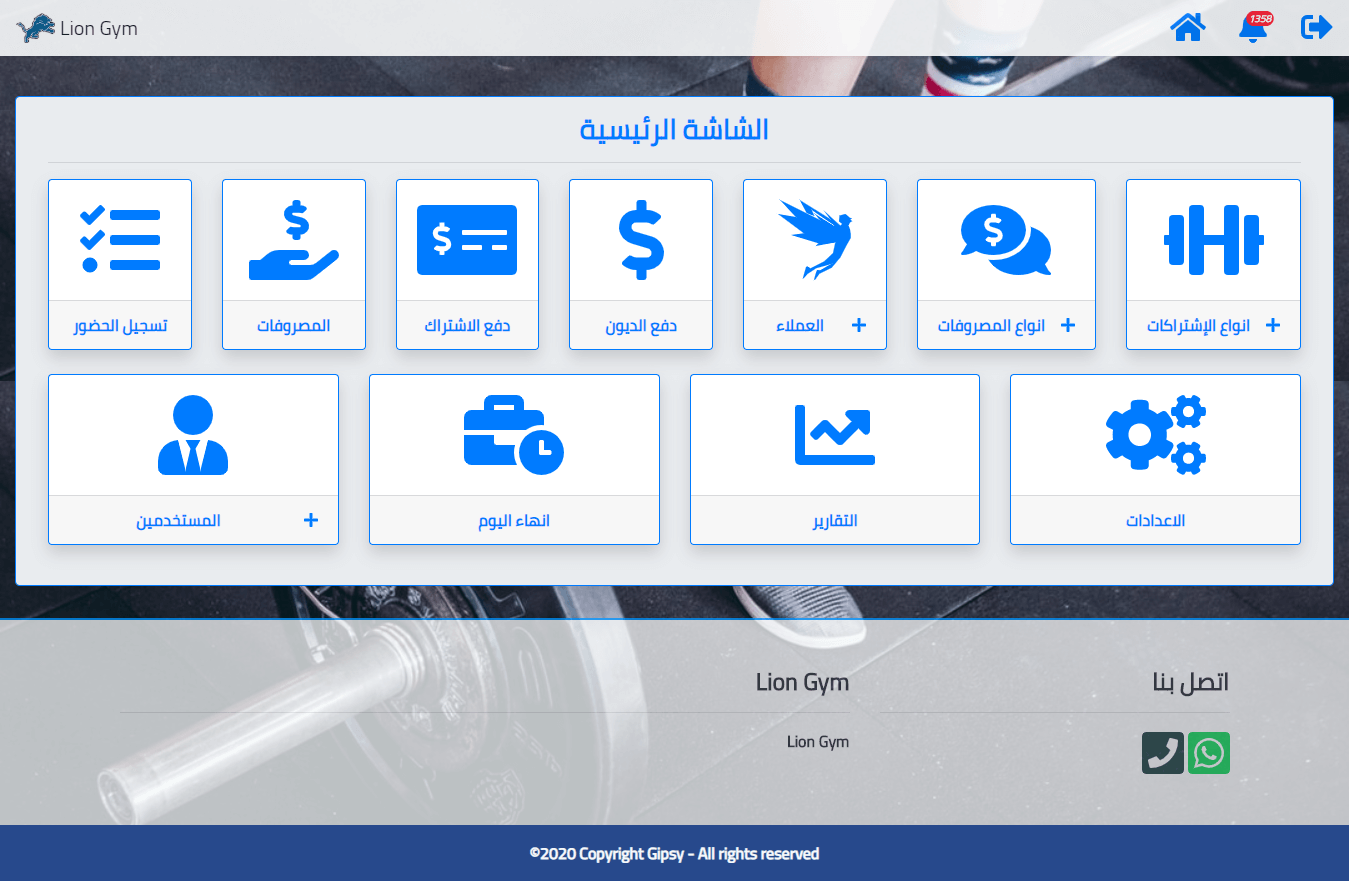 Lion Gym
1358
الشاشة الرئيسية
انواع الإشتراكات
انواع المصروفات
العملاء
دفع الديون
دفع الاشتراك
المصروفات
تسجيل الحضور
الاعدادات
التقارير
انهاء اليوم
المستخدمين
اتصل بنا
Lion Gym
Lion Gym
©2020 Copyright Gipsy - All rights reserved